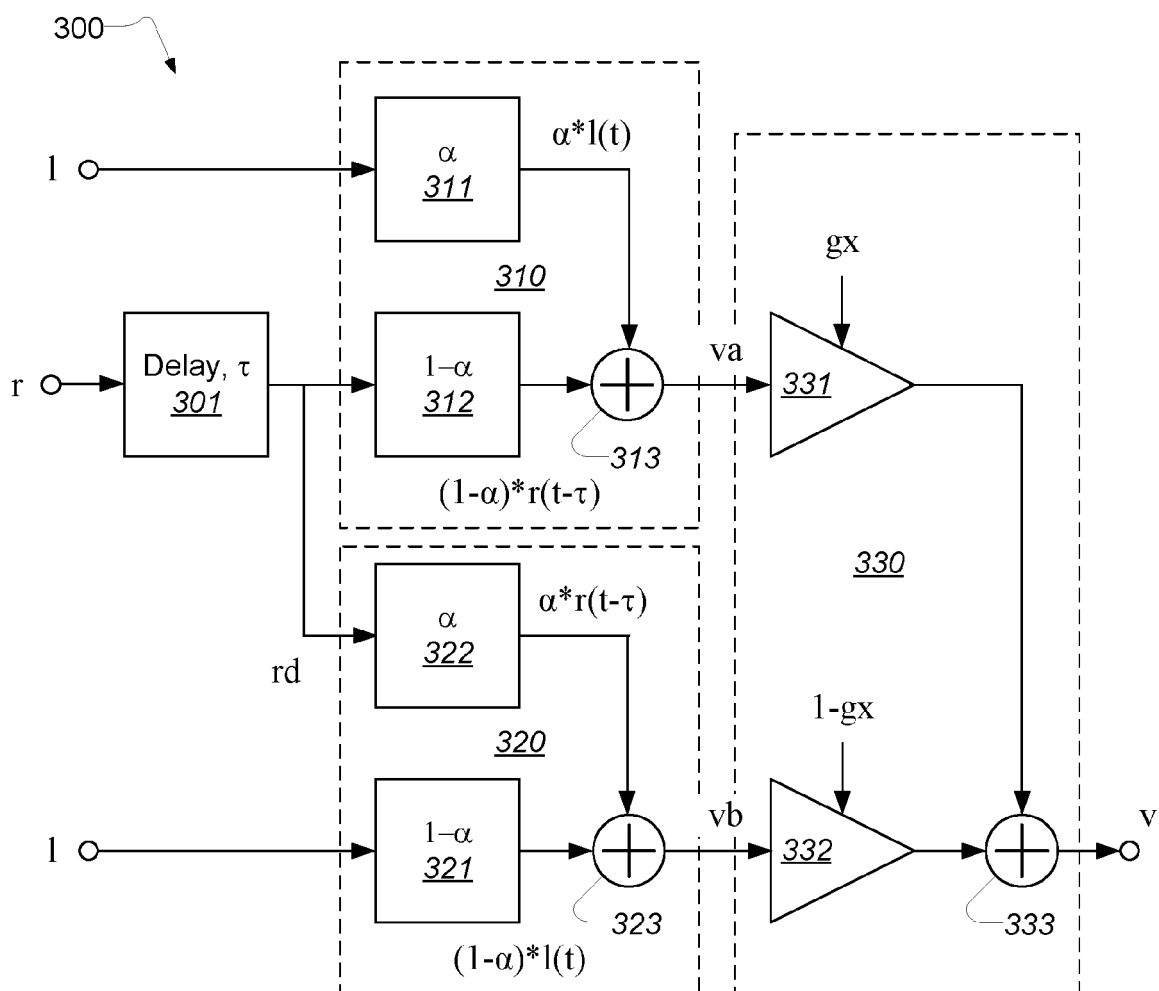 300
l
α
311
α*l(t)
310
gx
r
Delay, τ
301
1–α
312
313
va
331
(1-α)*r(t-τ)
330
rd
α
322
α*r(t-τ)
320
1-gx
l
1–α
321
323
vb
332
333
v
(1-α)*l(t)